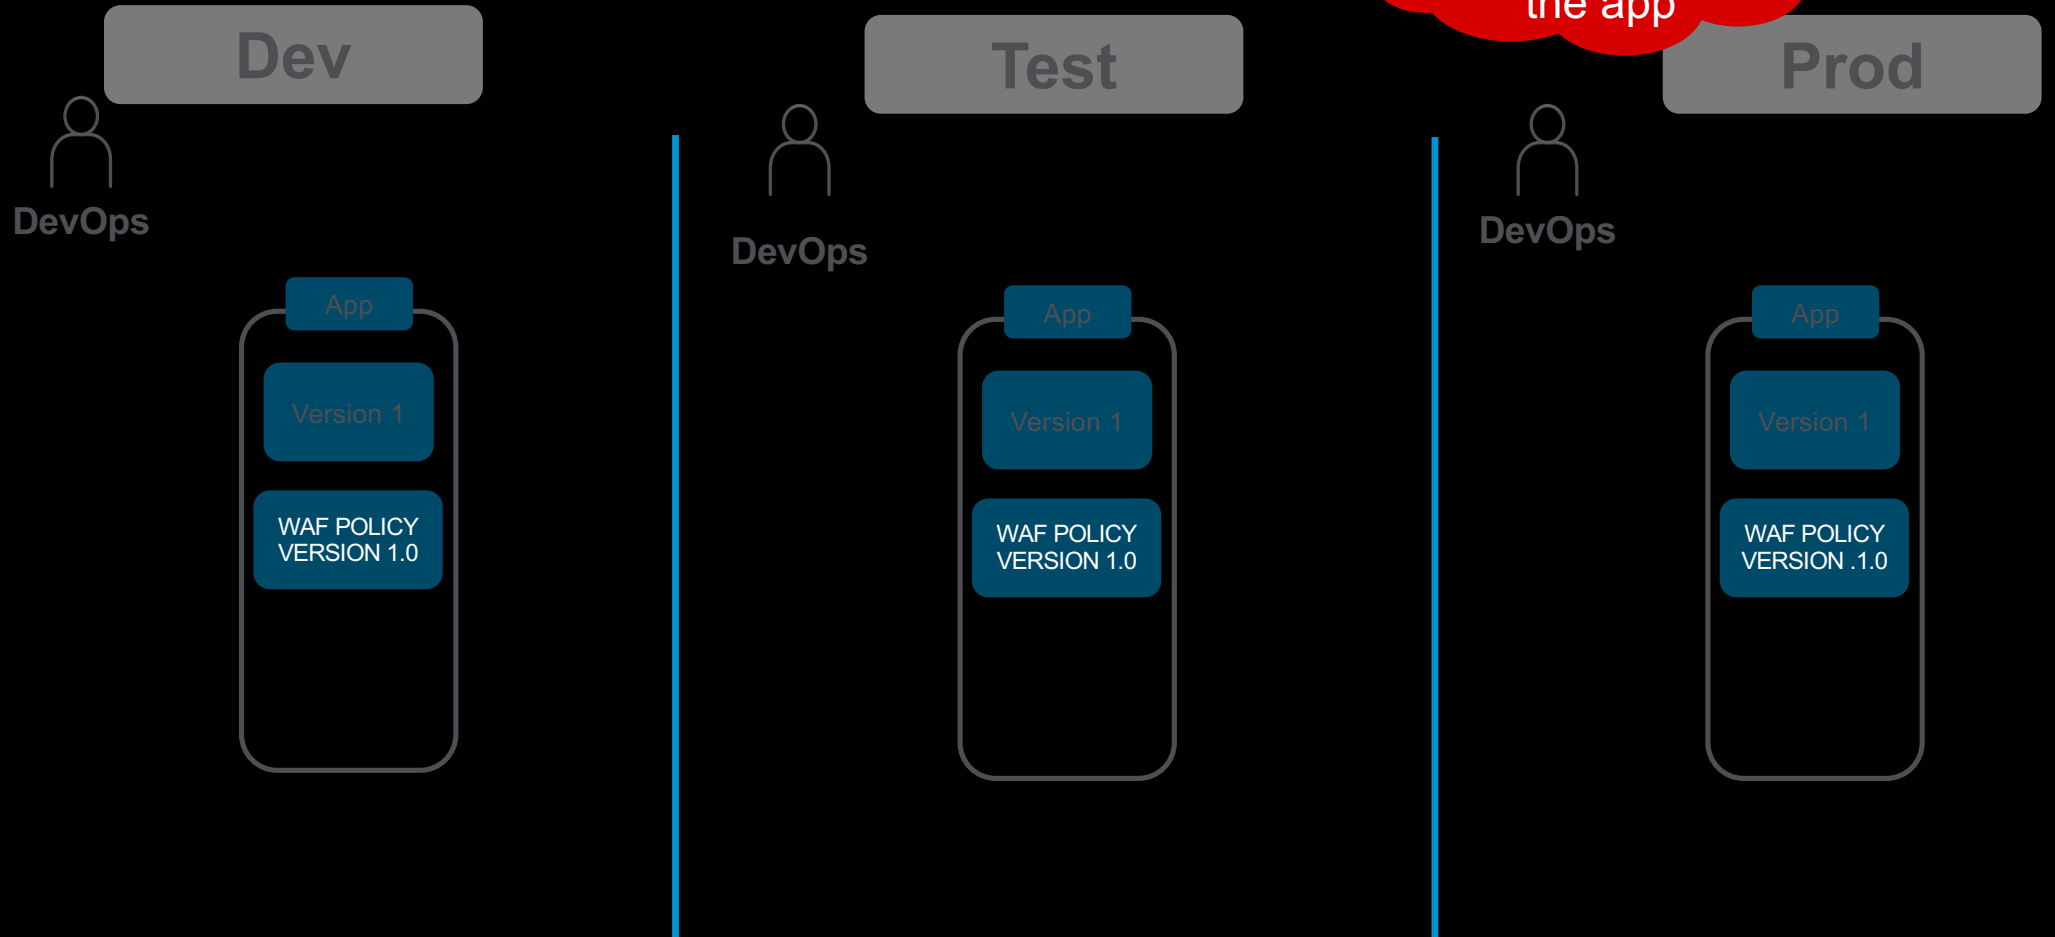 the app
Dev
Test
Prod
DevOps
DevOps
DevOps
App
Version 1
WAF POLICY
VERSION 1.0
App
Version 1
WAF POLICY
VERSION 1.0
App
Version 1
WAF POLICY
VERSION .1.0